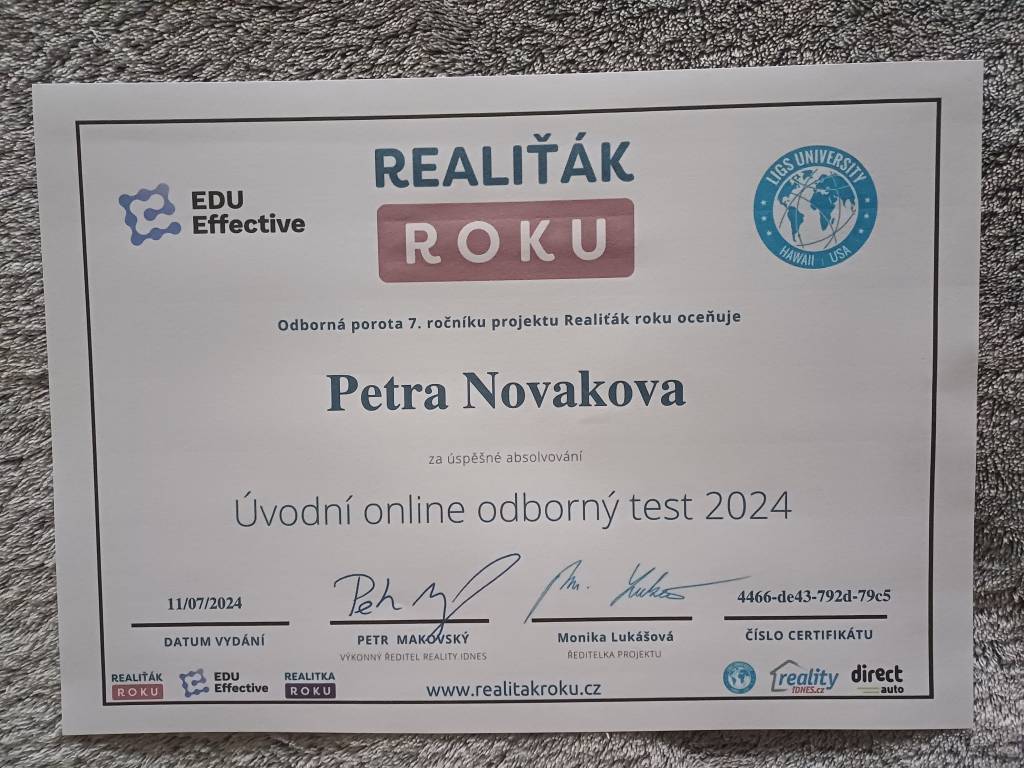 EDU
Effective
REALIŤÁK
ROKU
LIGS UNIVERSITY
HAWAII USA
Odborná porota 7. ročníku projektu Realiťák roku oceňuje
Petra Novakova
za úspěšné absolvování
Úvodní online odborný test 2024
Petr
M. Lukáš
11/07/2024
4466-de43-792d-79c5
DATUM VYDÁNÍ
PETR MAKOVSKÝ
VÝKONNÝ ŘEDITEL REALITY.IDNES
Monika Lukášová
ŘEDITELKA PROJEKTU
ČÍSLO CERTIFIKÁTU
REALIŤÁK
ROKU
EDU
Effective
REALITKA
ROKU
www.realitakroku.cz
reality
iDNES.cz
direct
auto